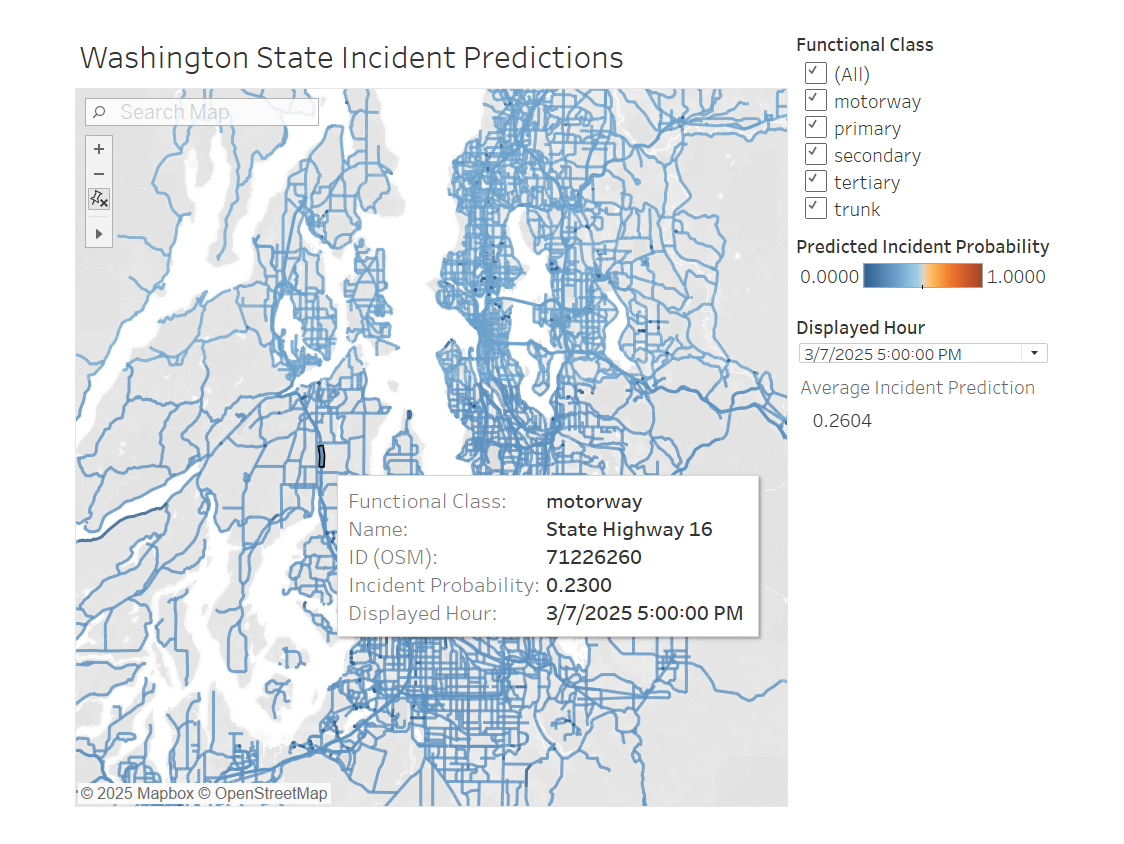 Washington State Incident Predictions
Search Map
Functional Class: motorway
Name: State Highway 16
ID (OSM): 71226260
Incident Probability: 0.2300
Displayed Hour: 3/7/2025 5:00:00 PM
© 2025 Mapbox © OpenStreetMap
Functional Class
(All)
motorway
primary
secondary
tertiary
trunk
Predicted Incident Probability
0.0000 1.0000
Displayed Hour
3/7/2025 5:00:00 PM
Average Incident Prediction
0.2604